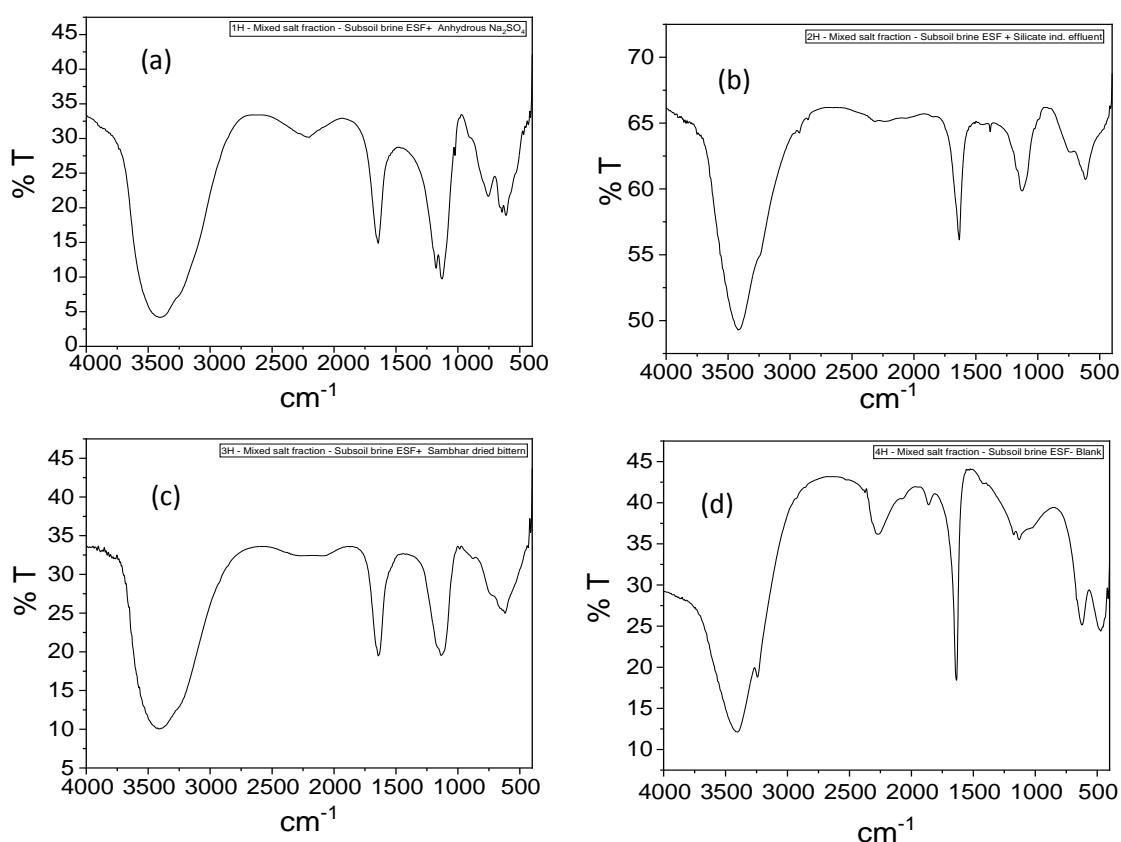 1H - Mixed salt fraction - Subsoil brine ESF+ Anhydrous Na₂SO₄
(a)
45
40
35
30
25
20
15
10
5
0
% T
4000 3500 3000 2500 2000 1500 1000 500
cm⁻¹
2H - Mixed salt fraction - Subsoil brine ESF + Silicate ind. effluent
(b)
70
65
60
55
50
% T
4000 3500 3000 2500 2000 1500 1000 500
cm⁻¹
3H - Mixed salt fraction - Subsoil brine ESF+ Sambhar dried bittern
(c)
45
40
35
30
25
20
15
10
5
% T
4000 3500 3000 2500 2000 1500 1000 500
cm⁻¹
4H - Mixed salt fraction - Subsoil brine ESF- Blank
(d)
45
40
35
30
25
20
15
10
% T
4000 3500 3000 2500 2000 1500 1000 500
cm⁻¹